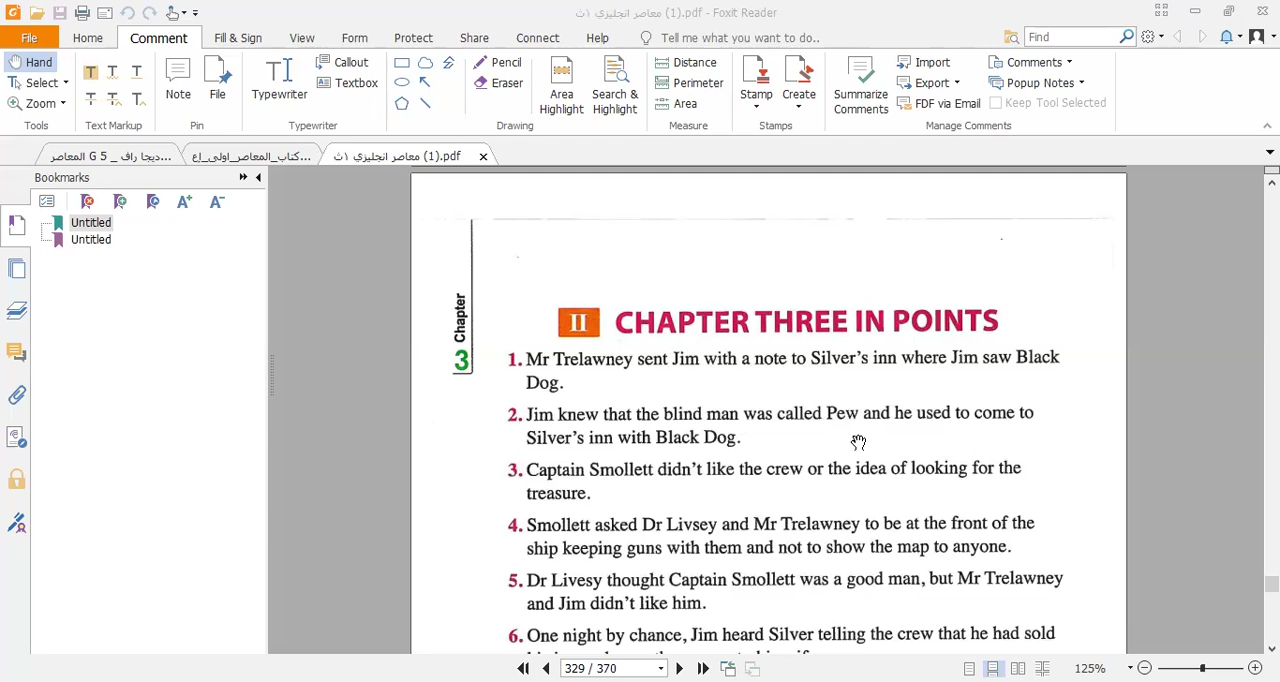 معاصر انجليزي ١ث (1).pdf - Foxit Reader
File Home Comment Fill & Sign View Form Protect Share Connect Help Tell me what you want to do.. Find
Hand
Select
Zoom
Tools
Text Markup
Note
File
Pin
Typewriter
Callout
Textbox
Typewriter
Pencil
Eraser
Area Highlight
Search & Highlight
Drawing
Distance
Perimeter
Area
Measure
Stamp
Create
Stamps
Summarize Comments
Import
Export
FDF via Email
Comments
Popup Notes
Keep Tool Selected
Manage Comments
المعاصر G 5 _ ديجا راف...
كتاب_المعاصر_اولى_إع...
معاصر انجليزي ١ث (1).pdf
Bookmarks
Untitled
Untitled
Chapter
3
II CHAPTER THREE IN POINTS
1. Mr Trelawney sent Jim with a note to Silver's inn where Jim saw Black
Dog.
2. Jim knew that the blind man was called Pew and he used to come to
Silver's inn with Black Dog.
3. Captain Smollett didn't like the crew or the idea of looking for the
treasure.
4. Smollett asked Dr Livsey and Mr Trelawney to be at the front of the
ship keeping guns with them and not to show the map to anyone.
5. Dr Livesy thought Captain Smollett was a good man, but Mr Trelawney
and Jim didn't like him.
6. One night by chance, Jim heard Silver telling the crew that he had sold
329 / 370
125%